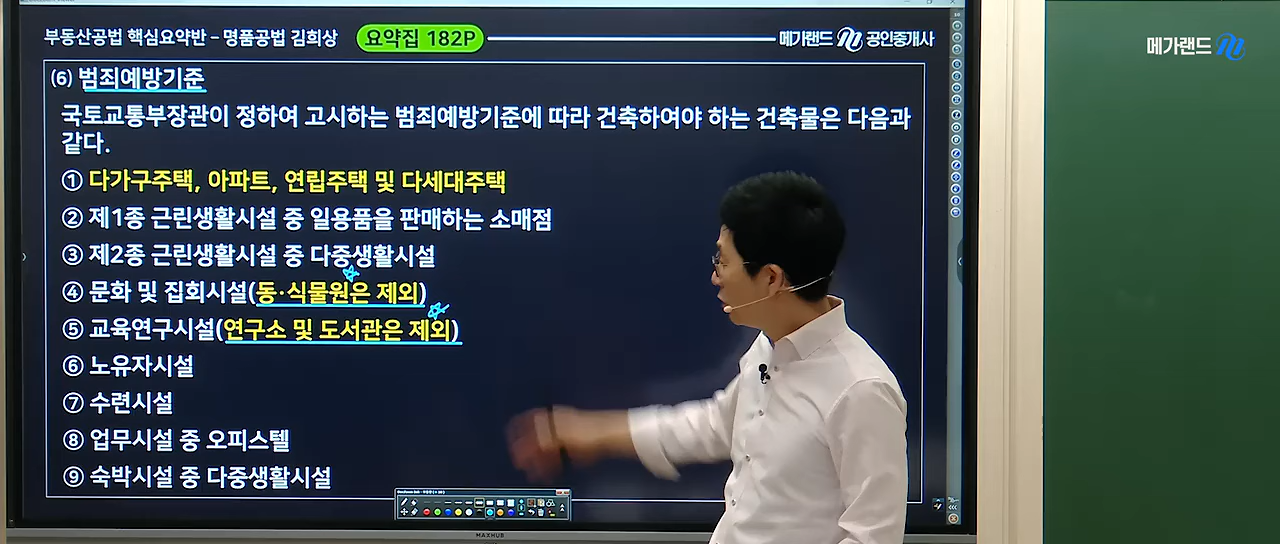 부동산공법 핵심요약반 - 명품공법 김희상 요약집 182P 메가랜드 공인중개사
메가랜드
(6) 범죄예방기준
국토교통부장관이 정하여 고시하는 범죄예방기준에 따라 건축하여야 하는 건축물은 다음과
같다.
① 다가구주택, 아파트, 연립주택 및 다세대주택
② 제1종 근린생활시설 중 일용품을 판매하는 소매점
③ 제2종 근린생활시설 중 다중생활시설
④ 문화 및 집회시설(동·식물원은 제외)
⑤ 교육연구시설(연구소 및 도서관은 제외)
⑥ 노유자시설
⑦ 수련시설
⑧ 업무시설 중 오피스텔
⑨ 숙박시설 중 다중생활시설
MAXHUB